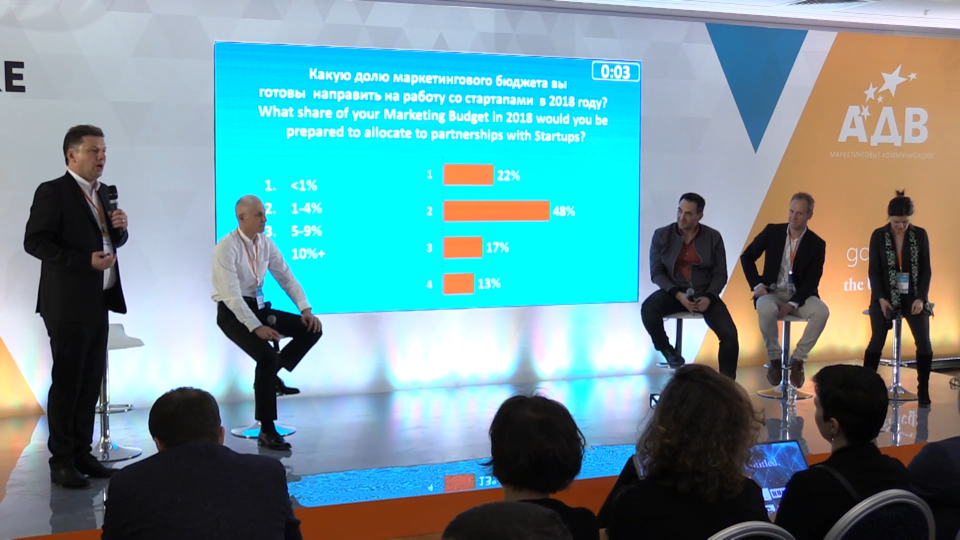 RE
0:03
Какую долю маркетингового бюджета вы
готовы направить на работу со стартапами в 2018 году?
What share of your Marketing Budget in 2018 would you be
prepared to allocate to partnerships with Startups?
1. <1%
2. 1-4%
3. 5-9%
10%+
1 22%
2 48%
3 17%
4 13%
АДВ
МАРКЕТИНГОВЫЕ КОММУНИКАЦИИ
go
the